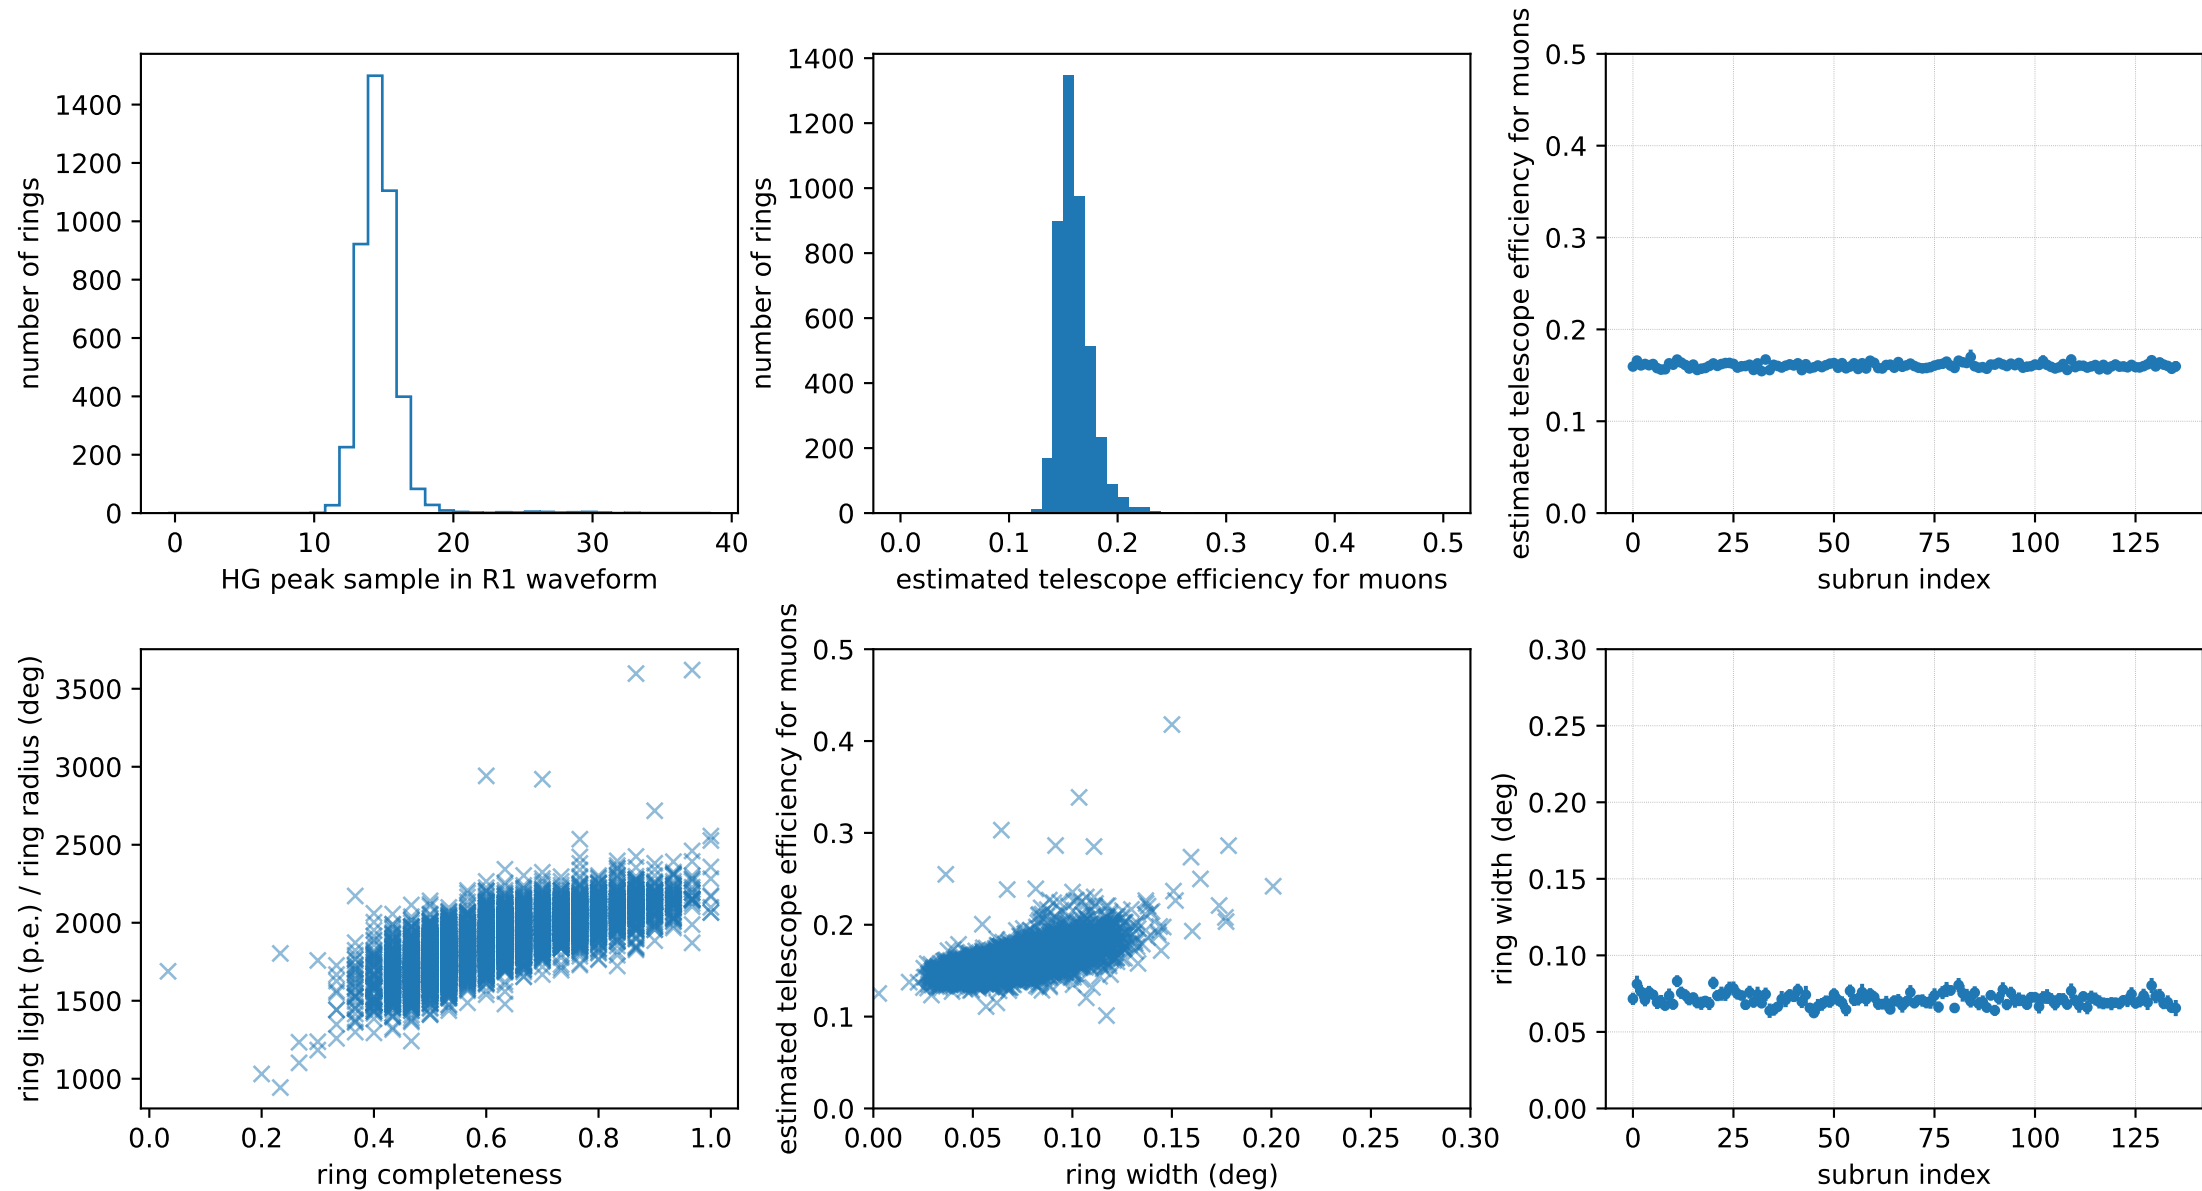 1400
1200
1000
800
600
400
200
0
number of rings
0 10 20 30 40
HG peak sample in R1 waveform
1400
1200
1000
800
600
400
200
0
number of rings
0.0 0.1 0.2 0.3 0.4 0.5
estimated telescope efficiency for muons
0.5
0.4
0.3
0.2
0.1
0.0
estimated telescope efficiency for muons
0 25 50 75 100 125
subrun index
3500
3000
2500
2000
1500
1000
ring light (p.e.) / ring radius (deg)
0.0 0.2 0.4 0.6 0.8 1.0
ring completeness
0.5
0.4
0.3
0.2
0.1
0.0
estimated telescope efficiency for muons
0.00 0.05 0.10 0.15 0.20 0.25 0.30
ring width (deg)
0.30
0.25
0.20
0.15
0.10
0.05
0.00
ring width (deg)
0 25 50 75 100 125
subrun index